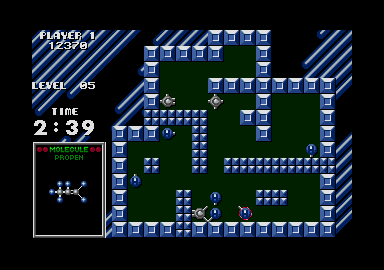 PLAYER 1
12370
LEVEL 05
TIME
2:39
MOLECULE
PROPEN